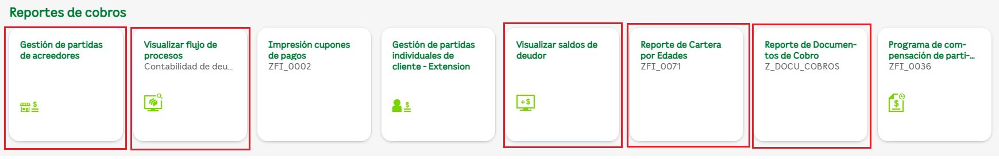 Reportes de cobros
Gestión de partidas
de acreedores
Visualizar flujo de
procesos
Contabilidad de deu...
Impresión cupones
de pagos
ZFI_0002
Gestión de partidas
individuales de
cliente - Extension
Visualizar saldos de
deudor
Reporte de Cartera
por Edades
ZFI_0071
Reporte de Documen-
tos de Cobro
Z_DOCU_COBROS
Programa de com-
pensación de parti-...
ZFI_0036